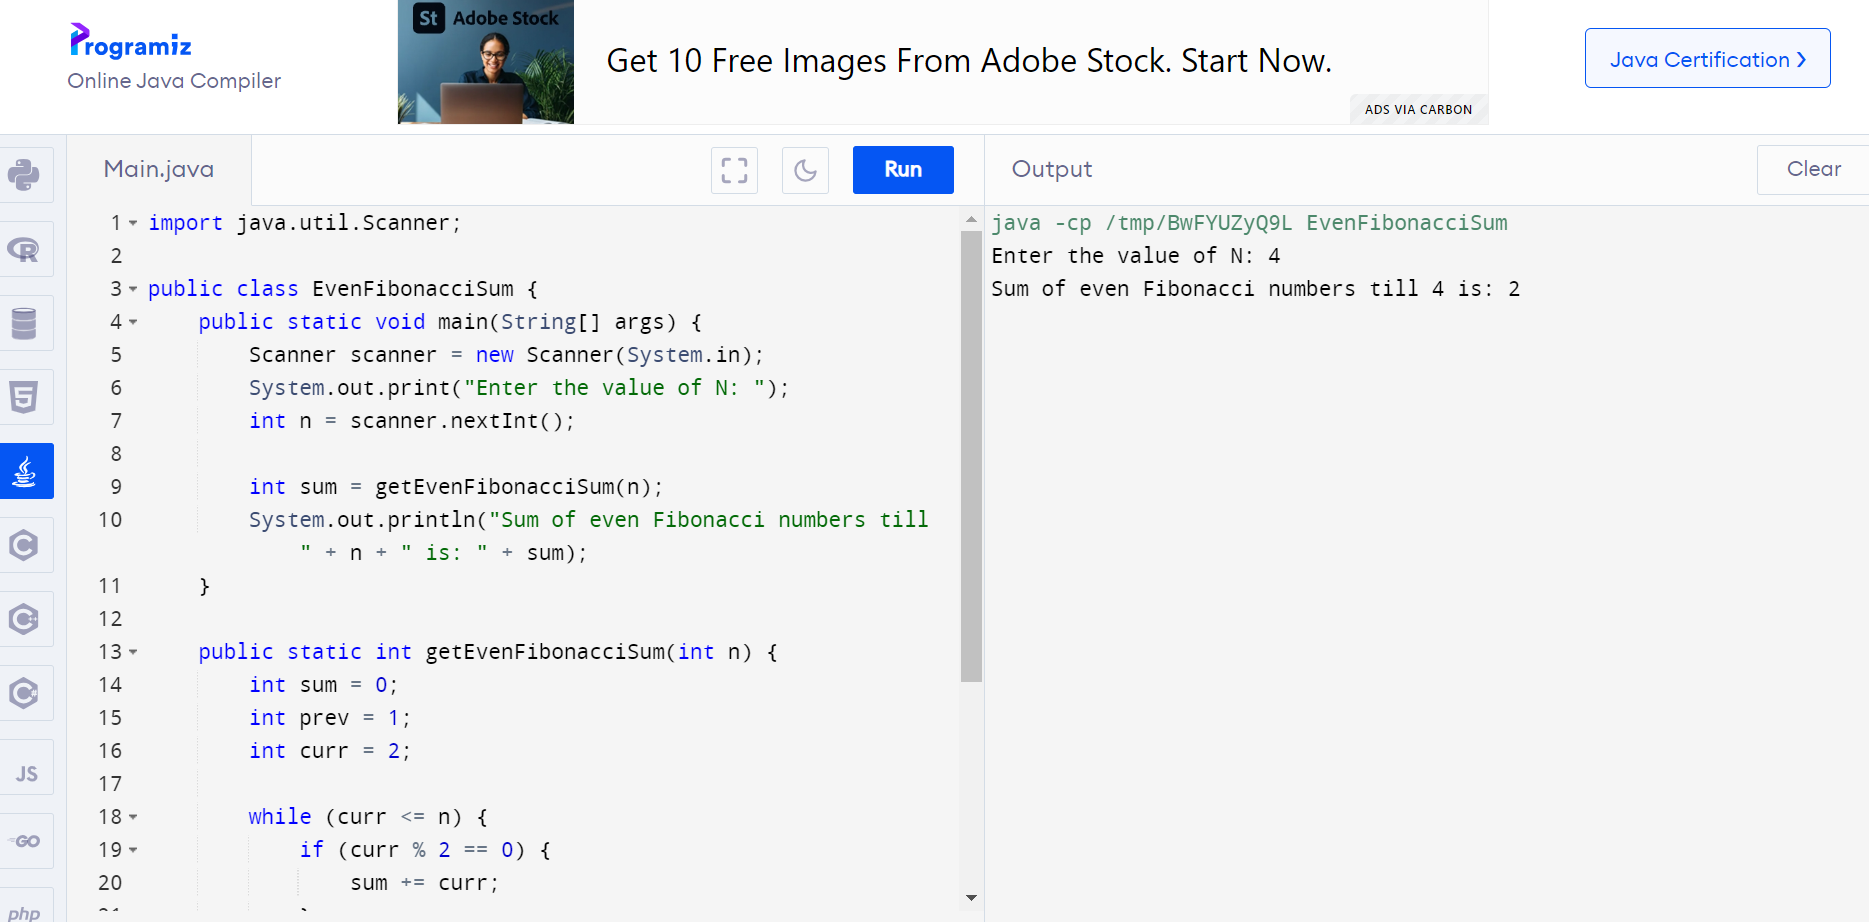 Programiz
Online Java Compiler
St Adobe Stock
Get 10 Free Images From Adobe Stock. Start Now.
ADS VIA CARBON
Java Certification ❯
Main.java
Run
Output
Clear
1 import java.util.Scanner;
2
3 public class EvenFibonacciSum {
4     public static void main(String[] args) {
5         Scanner scanner = new Scanner(System.in);
6         System.out.print("Enter the value of N: ");
7         int n = scanner.nextInt();
8
9         int sum = getEvenFibonacciSum(n);
10         System.out.println("Sum of even Fibonacci numbers till
            " + n + " is: " + sum);
11     }
12
13     public static int getEvenFibonacciSum(int n) {
14         int sum = 0;
15         int prev = 1;
16         int curr = 2;
17
18         while (curr <= n) {
19             if (curr % 2 == 0) {
20                 sum += curr;
java -cp /tmp/BwFYUZyQ9L EvenFibonacciSum
Enter the value of N: 4
Sum of even Fibonacci numbers till 4 is: 2
R
5
C
C
C#
JS
GO
php